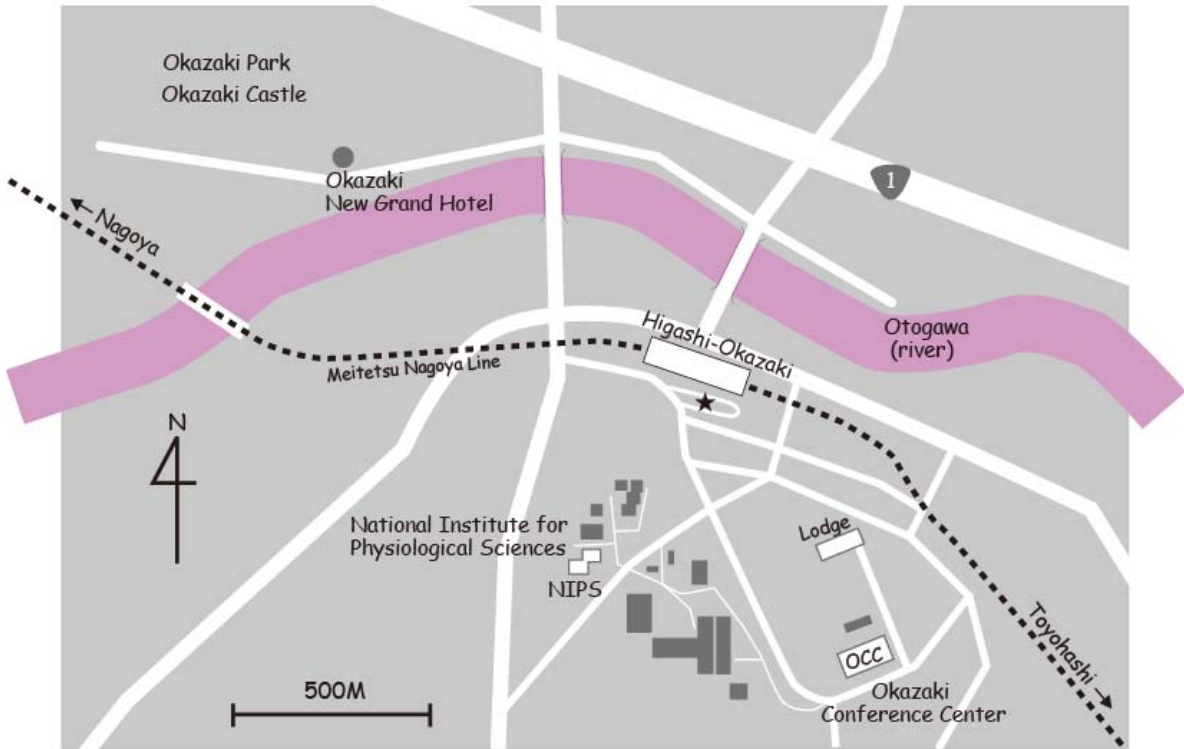 Okazaki Park
Okazaki Castle
Okazaki
New Grand Hotel
1
← Nagoya
Higashi-Okazaki
Otogawa
(river)
Meitetsu Nagoya Line
N
National Institute for
Physiological Sciences
NIPS
Lodge
OCC
Okazaki
Conference Center
Toyohashi →
500M